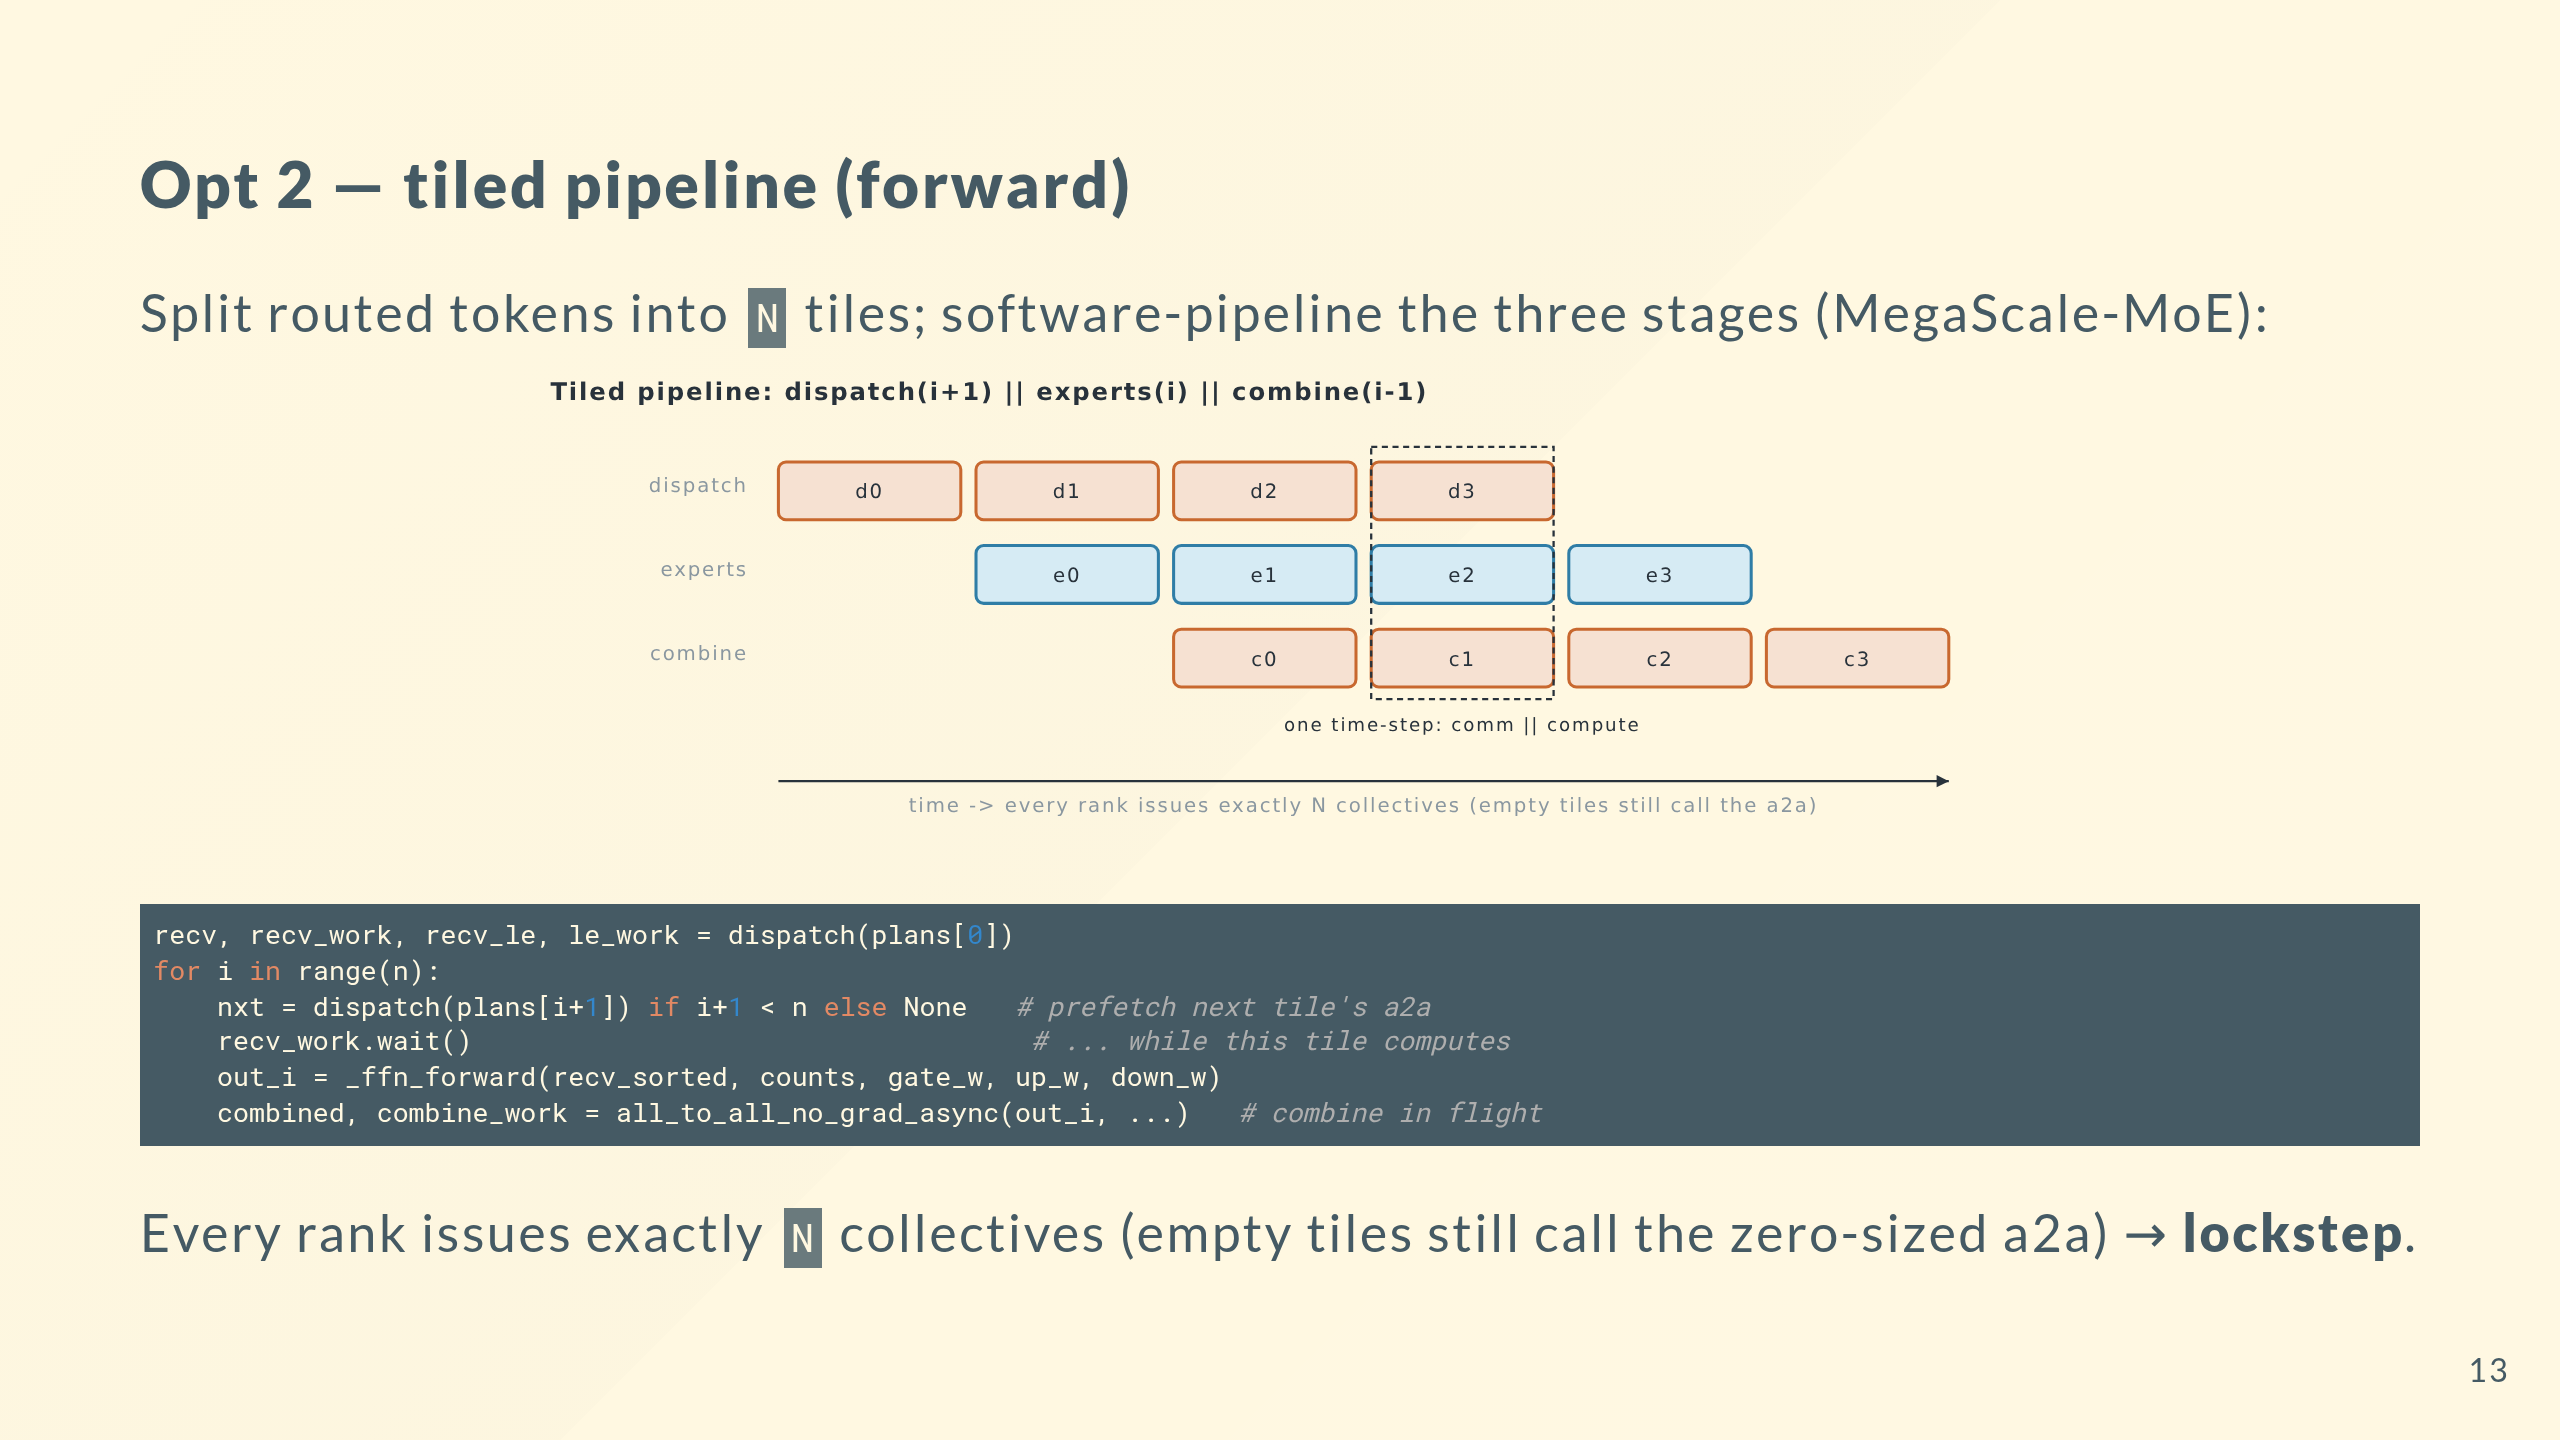 Opt 2 — tiled pipeline (forward)
Split routed tokens into N tiles; software-pipeline the three stages (MegaScale-MoE):
Tiled pipeline: dispatch(i+1) || experts(i) || combine(i-1)
dispatch d0 d1 d2 d3
experts e0 e1 e2 e3
combine c0 c1 c2 c3
one time-step: comm || compute
time -> every rank issues exactly N collectives (empty tiles still call the a2a)
recv, recv_work, recv_le, le_work = dispatch(plans[0])
for i in range(n):
    nxt = dispatch(plans[i+1]) if i+1 < n else None   # prefetch next tile's a2a
    recv_work.wait()                                   # ... while this tile computes
    out_i = _ffn_forward(recv_sorted, counts, gate_w, up_w, down_w)
    combined, combine_work = all_to_all_no_grad_async(out_i, ...)   # combine in flight
Every rank issues exactly N collectives (empty tiles still call the zero-sized a2a) → lockstep.
13